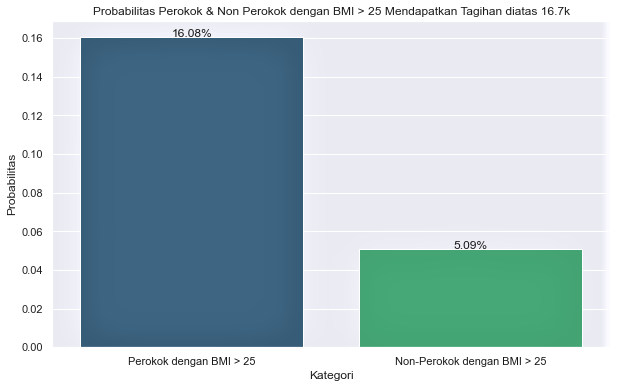 Probabilitas Perokok & Non Perokok dengan BMI > 25 Mendapatkan Tagihan diatas 16.7k
Probabilitas
0.16
0.14
0.12
0.10
0.08
0.06
0.04
0.02
0.00
16.08%
5.09%
Perokok dengan BMI > 25
Non-Perokok dengan BMI > 25
Kategori